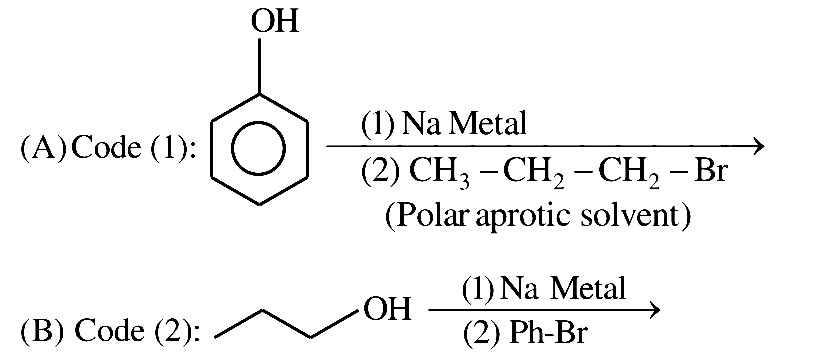 OH
(A) Code (1):
(1) Na Metal
(2) CH₃ – CH₂ – CH₂ – Br
(Polar aprotic solvent)
(B) Code (2):
OH
(1) Na Metal
(2) Ph-Br